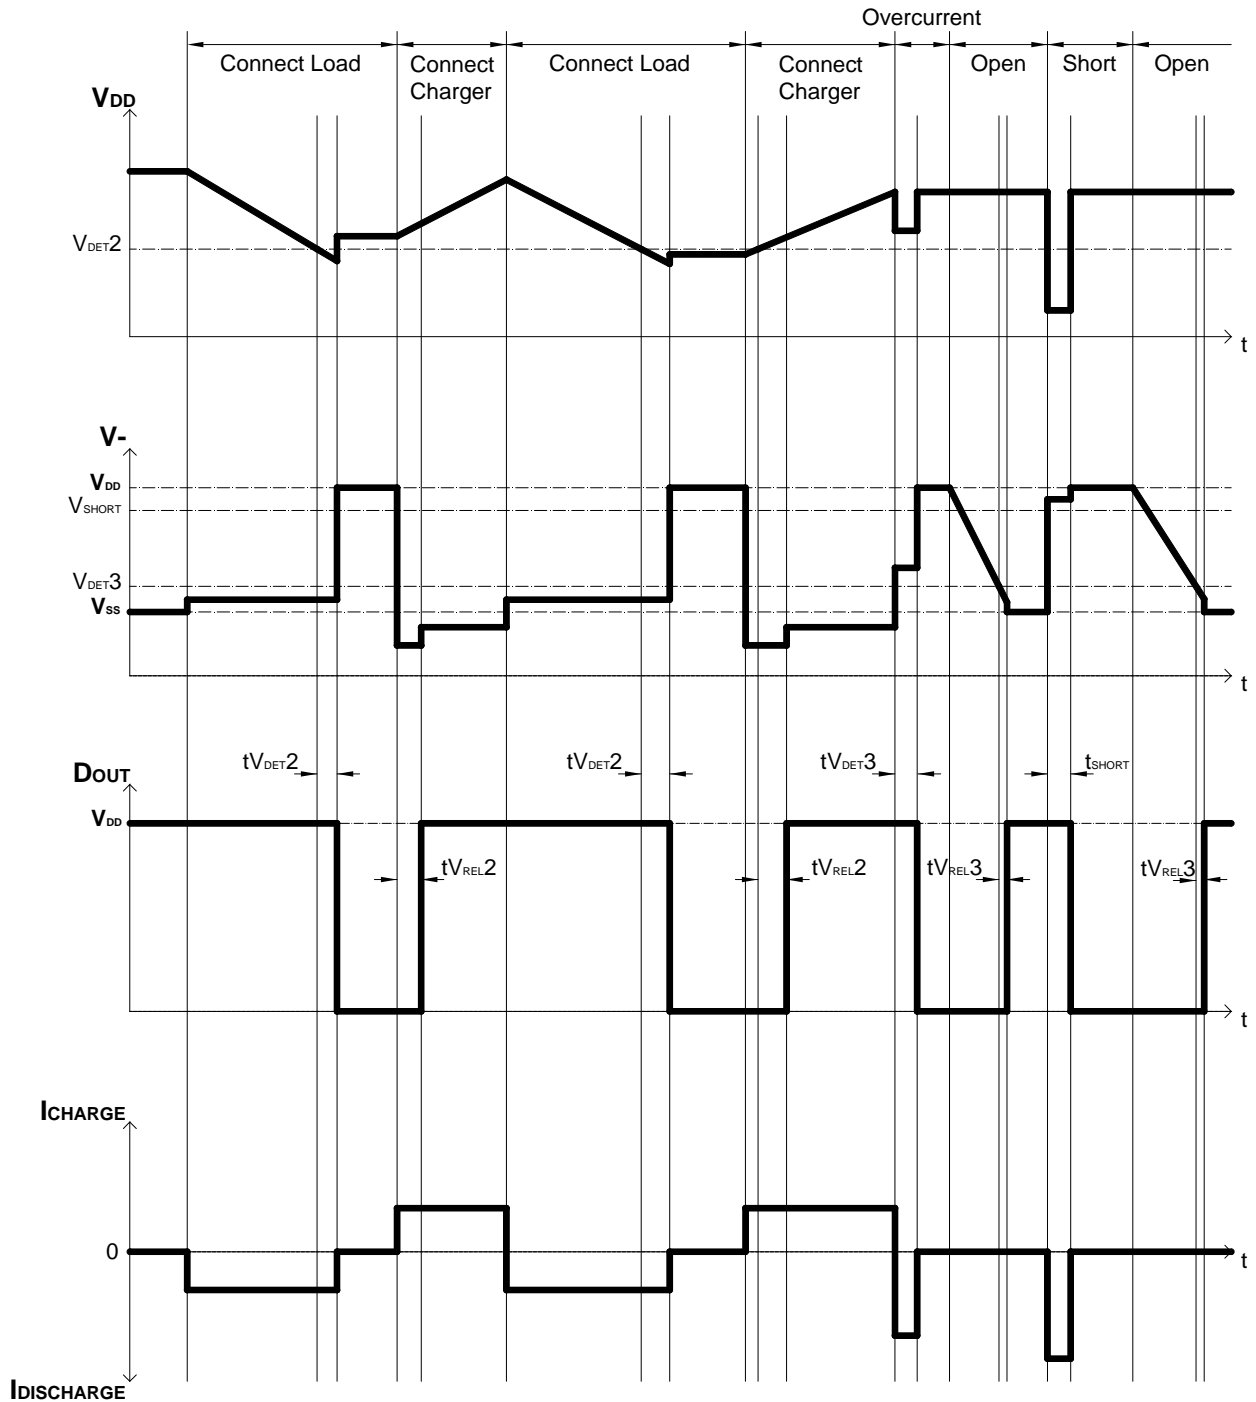 Overcurrent
Connect Load
Connect
Charger
Connect Load
Connect
Charger
Open
Short
Open
VDD
VDET2
t
V-
VDD
VSHORT
VDET3
VSS
t
tVDET2
tVDET2
tVDET3
tSHORT
DOUT
VDD
tVREL2
tVREL2
tVREL3
tVREL3
t
ICHARGE
0
t
IDISCHARGE